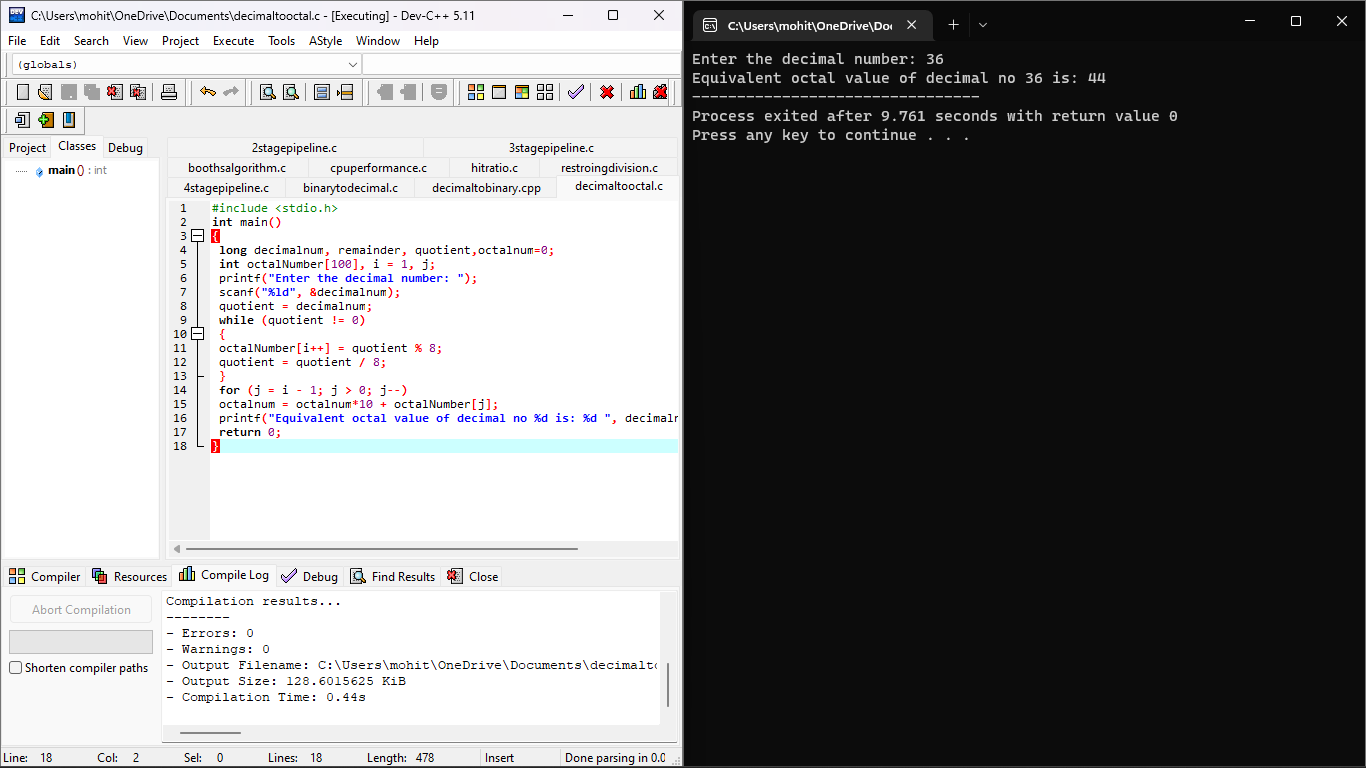 C:\Users\mohit\OneDrive\Documents\decimaltooctal.c - [Executing] - Dev-C++ 5.11
File Edit Search View Project Execute Tools AStyle Window Help
(globals)
Project Classes Debug
main () : int
2stagepipeline.c 3stagepipeline.c
boothsalgorithm.c cpuperformance.c hitratio.c restroingdivision.c
4stagepipeline.c binarytodecimal.c decimaltobinary.cpp decimaltooctal.c
1 #include <stdio.h>
2 int main()
3 {
4 long decimalnum, remainder, quotient,octalnum=0;
5 int octalNumber[100], i = 1, j;
6 printf("Enter the decimal number: ");
7 scanf("%ld", &decimalnum);
8 quotient = decimalnum;
9 while (quotient != 0)
10 {
11 octalNumber[i++] = quotient % 8;
12 quotient = quotient / 8;
13 }
14 for (j = i - 1; j > 0; j--)
15 octalnum = octalnum*10 + octalNumber[j];
16 printf("Equivalent octal value of decimal no %d is: %d ", decimaln
17 return 0;
18 }
Compiler Resources Compile Log Debug Find Results Close
Abort Compilation
Shorten compiler paths
Compilation results...
--------
- Errors: 0
- Warnings: 0
- Output Filename: C:\Users\mohit\OneDrive\Documents\decimalto
- Output Size: 128.6015625 KiB
- Compilation Time: 0.44s
Line: 18 Col: 2 Sel: 0 Lines: 18 Length: 478 Insert Done parsing in 0.0
C:\Users\mohit\OneDrive\Doc
Enter the decimal number: 36
Equivalent octal value of decimal no 36 is: 44
--------------------------------
Process exited after 9.761 seconds with return value 0
Press any key to continue . . .